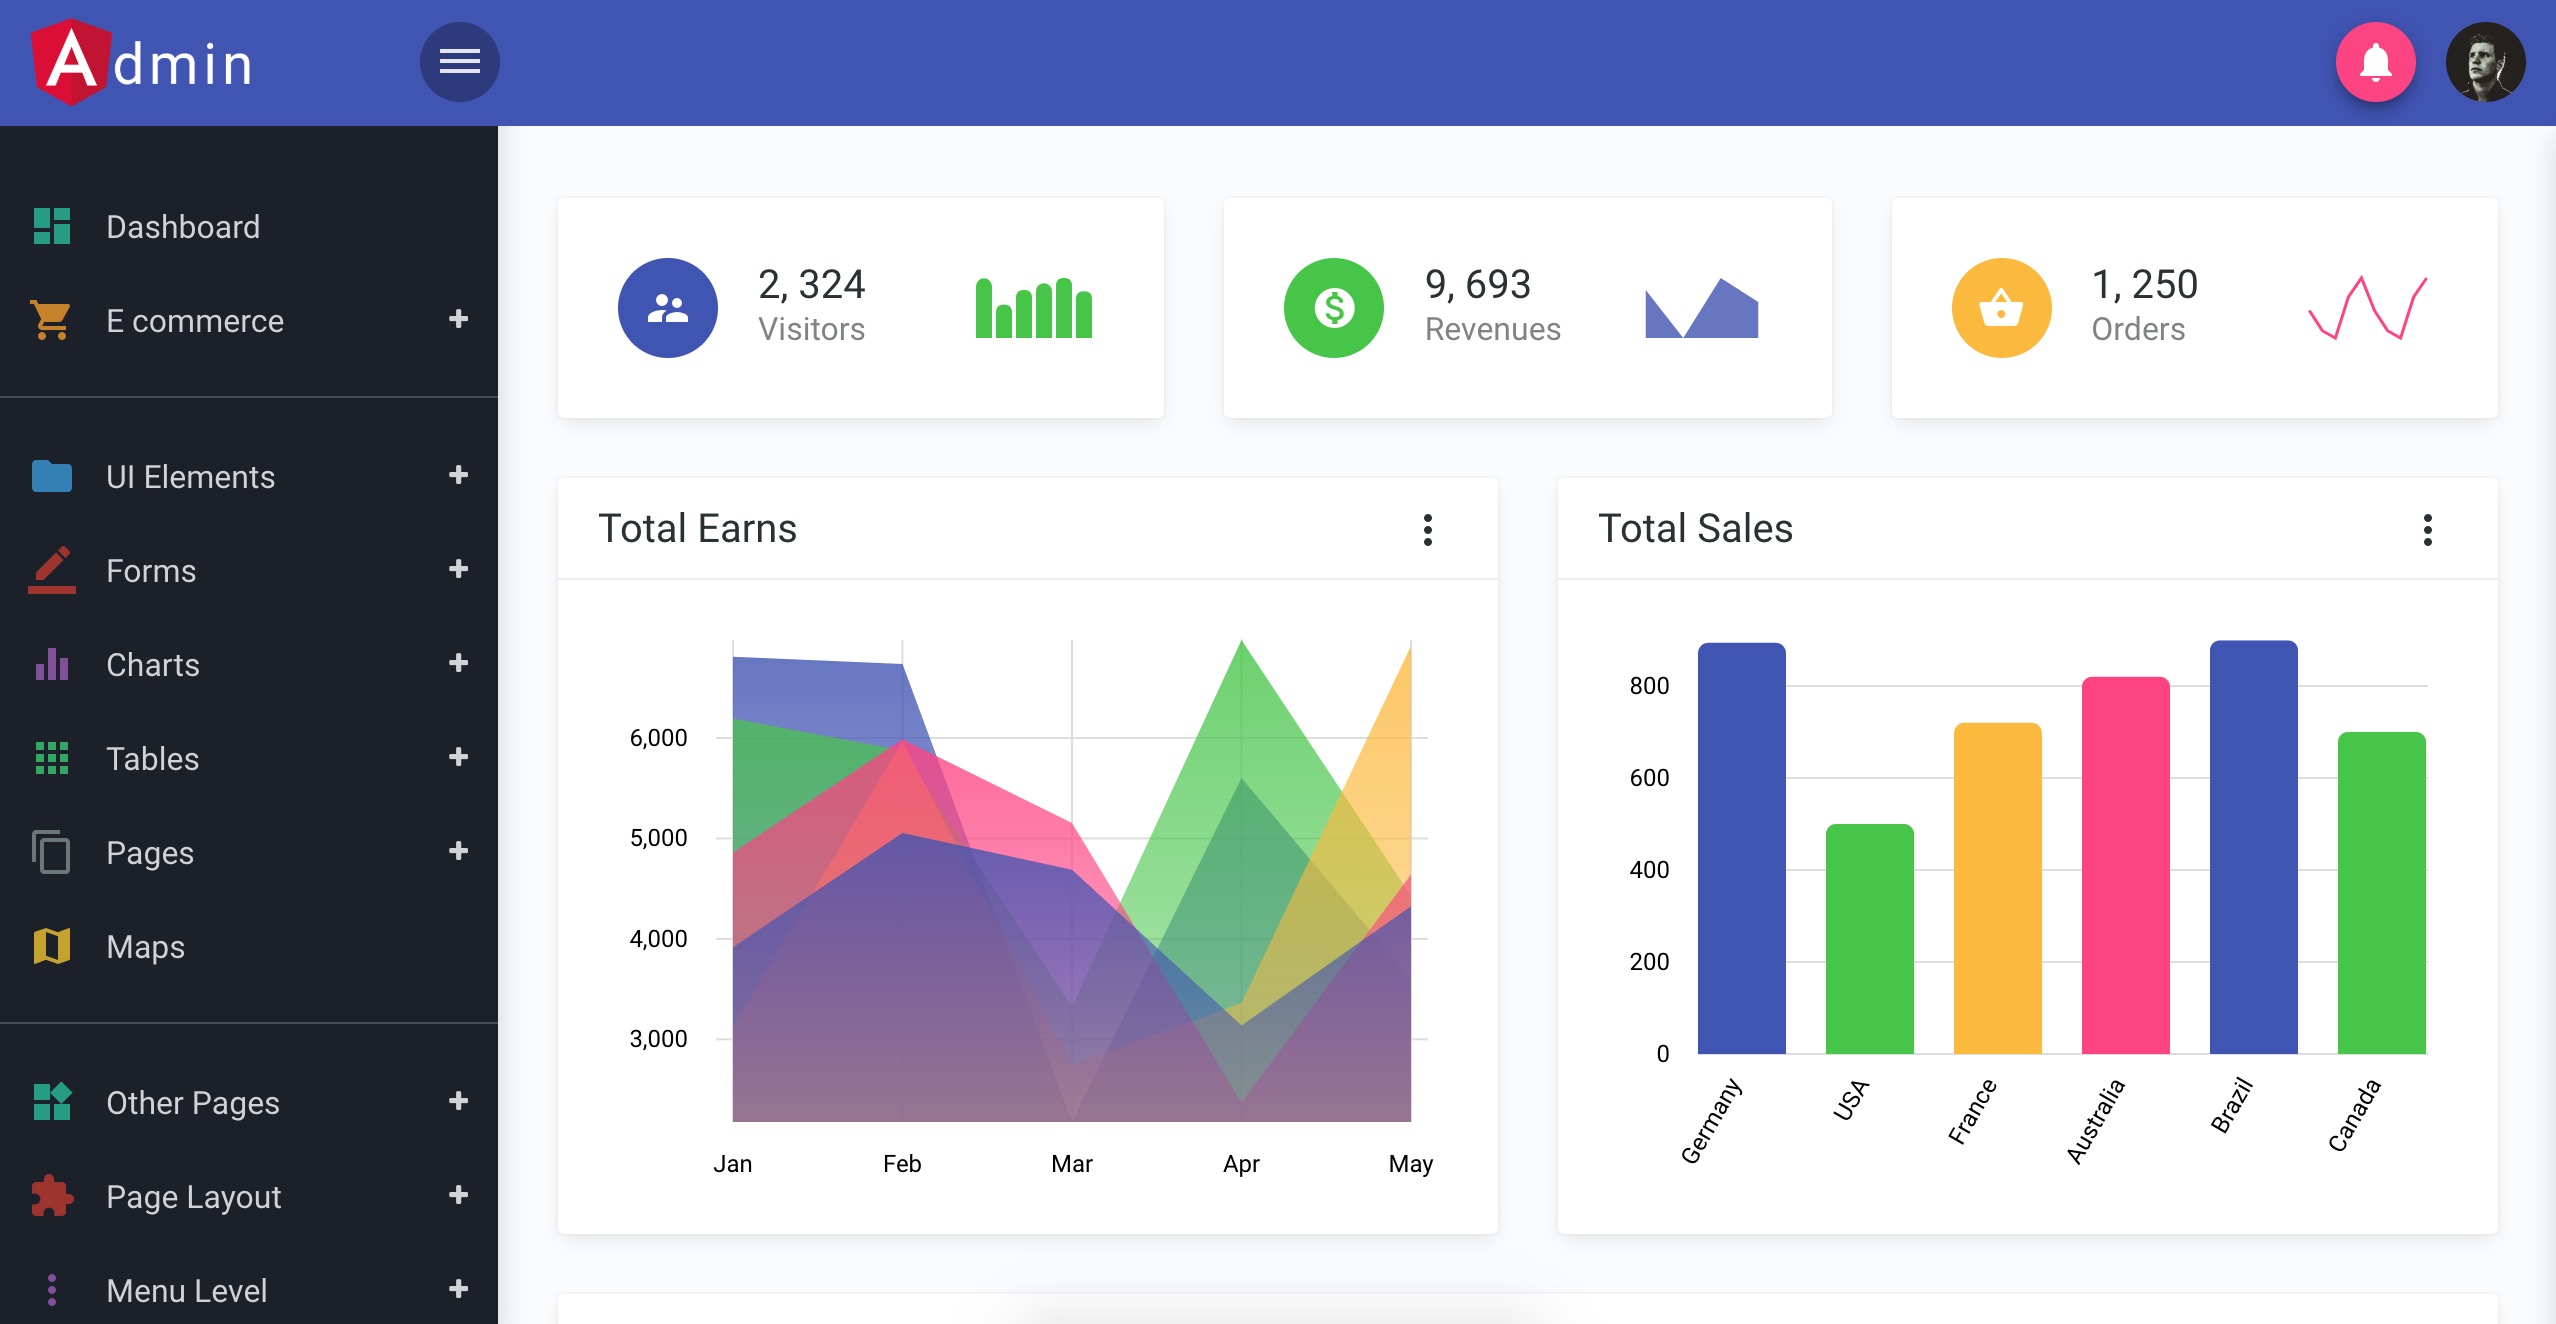 Admin
Dashboard
E commerce
UI Elements
Forms
Charts
Tables
Pages
Maps
Other Pages
Page Layout
Menu Level
2, 324
Visitors
9, 693
Revenues
1, 250
Orders
Total Earns
6,000
5,000
4,000
3,000
Jan Feb Mar Apr May
Total Sales
800
600
400
200
0
Germany USA France Australia Brazil Canada